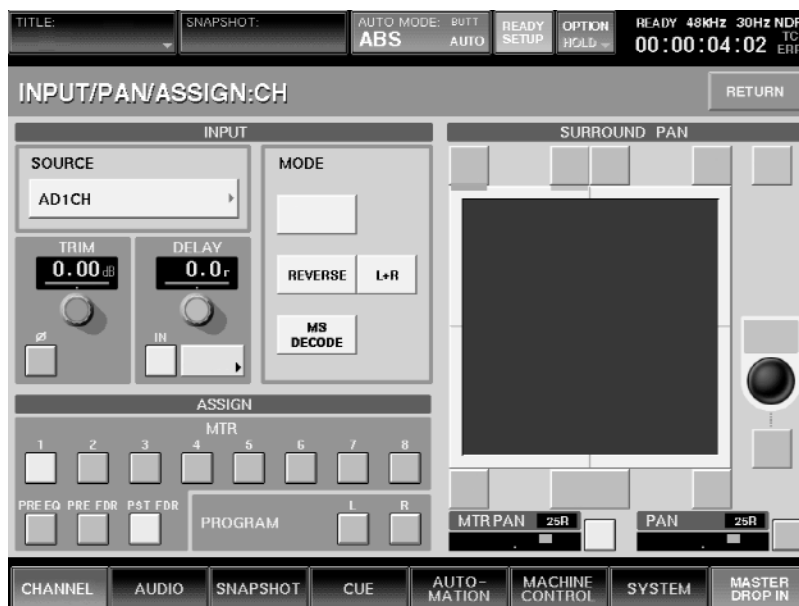 TITLE:
SNAPSHOT:
AUTO MODE: BUTT
ABS AUTO
READY
SETUP
OPTION
HOLD
READY 48kHz 30Hz NDF
00:00:04:02 TC
ERR
INPUT/PAN/ASSIGN:CH
RETURN
INPUT
SOURCE
AD1CH
MODE
TRIM
0.00dB
DELAY
0.0r
REVERSE
L+R
MS
DECODE
Ø
IN
ASSIGN
MTR
1 2 3 4 5 6 7 8
PRE EQ PRE FDR PST FDR
PROGRAM
L R
SURROUND PAN
MTR PAN 25R
PAN 25R
CHANNEL
AUDIO
SNAPSHOT
CUE
AUTO-
MATION
MACHINE
CONTROL
SYSTEM
MASTER
DROP IN